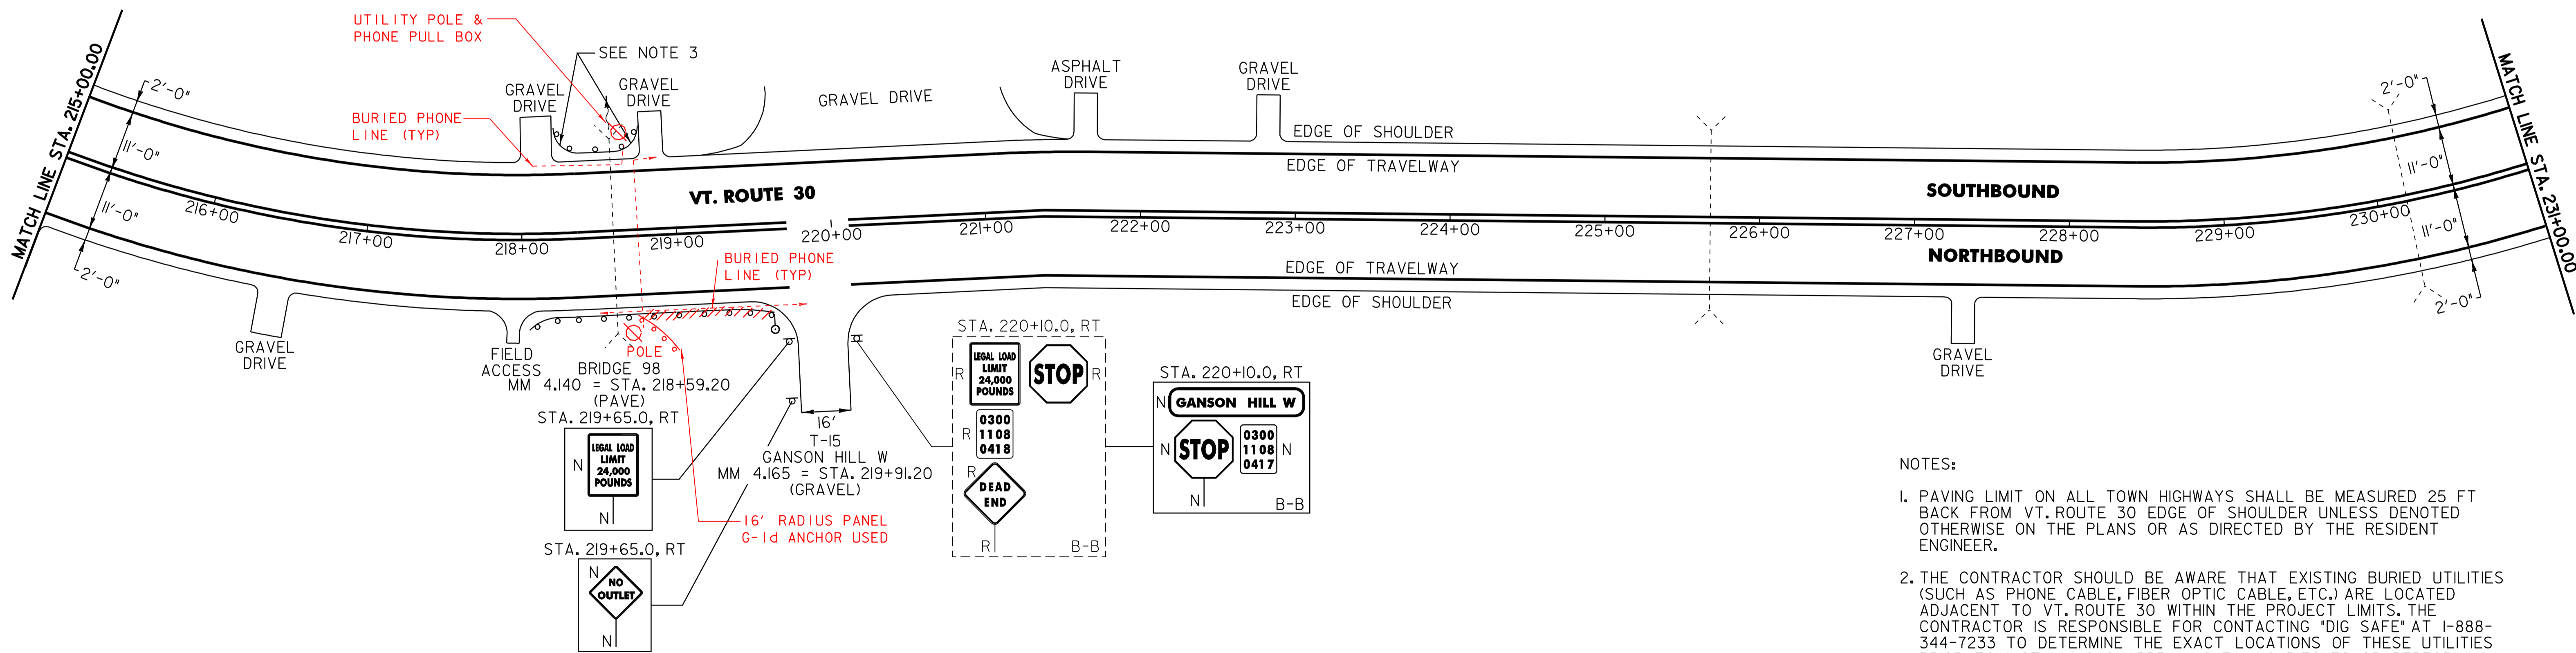 MATCH LINE STA. 215+00.00
2'-0"
11'-0"
11'-0"
2'-0"
UTILITY POLE &
PHONE PULL BOX
SEE NOTE 3
BURIED PHONE
LINE (TYP)
GRAVEL
DRIVE
GRAVEL
DRIVE
GRAVEL DRIVE
ASPHALT
DRIVE
GRAVEL
DRIVE
EDGE OF SHOULDER
EDGE OF TRAVELWAY
VT. ROUTE 30
SOUTHBOUND
216+00
217+00
218+00
219+00
220+00
221+00
222+00
223+00
224+00
225+00
226+00
227+00
228+00
229+00
230+00
NORTHBOUND
2'-0"
11'-0"
11'-0"
2'-0"
MATCH LINE STA. 231+00.00
BURIED PHONE
LINE (TYP)
EDGE OF TRAVELWAY
EDGE OF SHOULDER
GRAVEL
DRIVE
FIELD
ACCESS
POLE
BRIDGE 98
MM 4.140 = STA. 218+59.20
(PAVE)
STA. 219+65.0, RT
N
LEGAL LOAD
LIMIT
24,000
POUNDS
N
STA. 219+65.0, RT
N
NO
OUTLET
N
16'
T-15
GANSON HILL W
MM 4.165 = STA. 219+91.20
(GRAVEL)
16' RADIUS PANEL
G-1d ANCHOR USED
STA. 220+10.0, RT
R
LEGAL LOAD
LIMIT
24,000
POUNDS
STOP
R
R
0300
1108
0418
R
DEAD
END
R
B-B
STA. 220+10.0, RT
N
GANSON HILL W
N
STOP
0300
1108
0417
N
N
B-B
GRAVEL
DRIVE
NOTES:
1. PAVING LIMIT ON ALL TOWN HIGHWAYS SHALL BE MEASURED 25 FT
BACK FROM VT. ROUTE 30 EDGE OF SHOULDER UNLESS DENOTED
OTHERWISE ON THE PLANS OR AS DIRECTED BY THE RESIDENT
ENGINEER.
2. THE CONTRACTOR SHOULD BE AWARE THAT EXISTING BURIED UTILITIES
(SUCH AS PHONE CABLE, FIBER OPTIC CABLE, ETC.) ARE LOCATED
ADJACENT TO VT. ROUTE 30 WITHIN THE PROJECT LIMITS. THE
CONTRACTOR IS RESPONSIBLE FOR CONTACTING "DIG SAFE" AT 1-888-
344-7233 TO DETERMINE THE EXACT LOCATIONS OF THESE UTILITIES